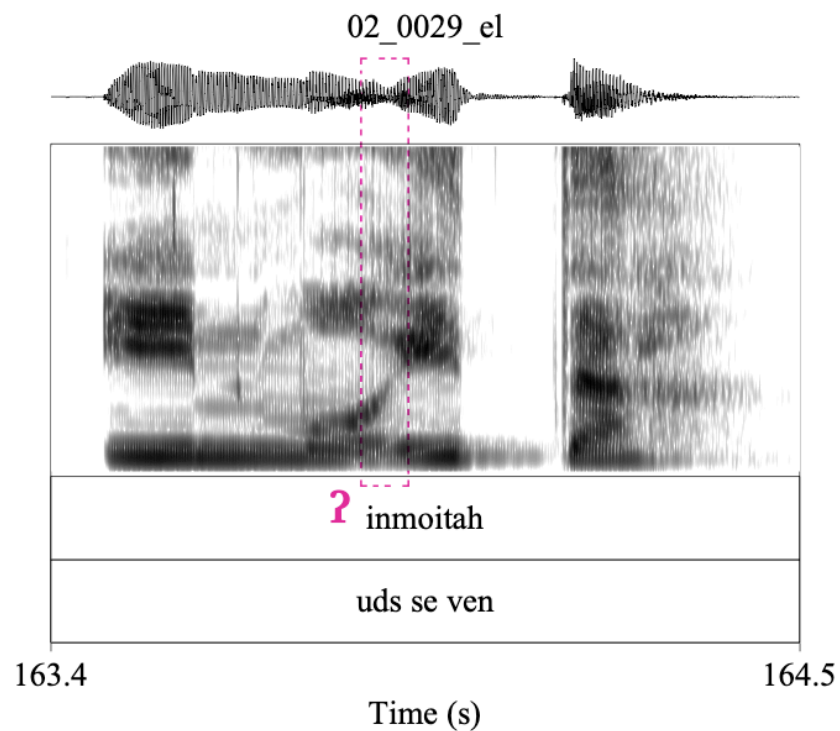 02_0029_el
ʔ
inmoitah
uds se ven
163.4
164.5
Time (s)